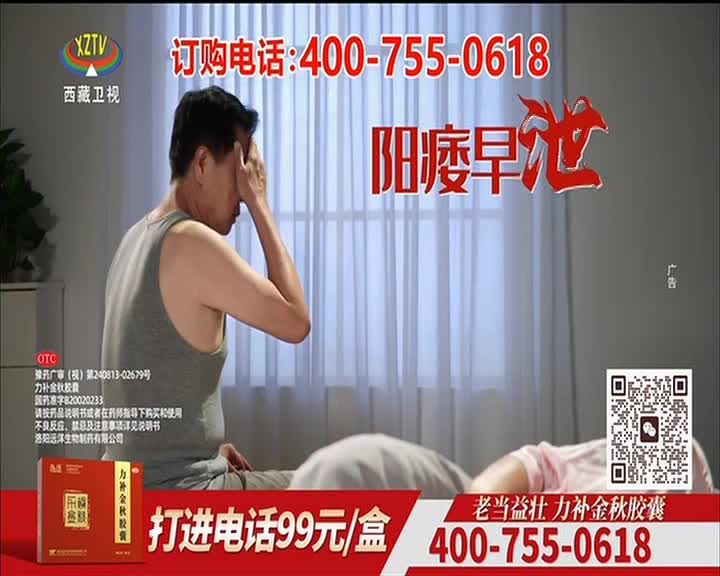 XZTV
西藏卫视
订购电话:400-755-0618
阳痿早泄
广告
OTC
豫药广审(视)第240813-02679号
力补金秋胶囊
国药准字B20020233
请按药品说明书或者在药师指导下购买和使用
不良反应、禁忌及注意事项详见说明书
洛阳远洋生物制药有限公司
力补金秋胶囊
打进电话99元/盒
老当益壮 力补金秋胶囊
400-755-0618